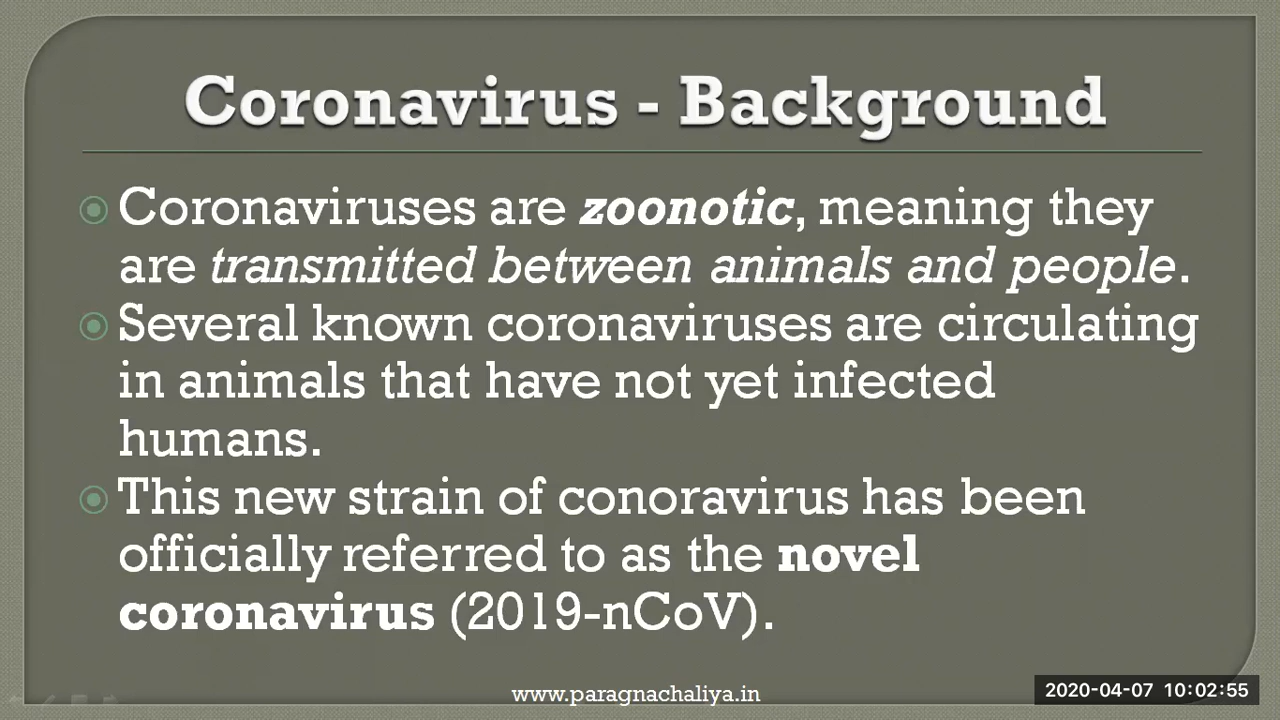 Coronavirus - Background
Coronaviruses are zoonotic, meaning they
are transmitted between animals and people.
Several known coronaviruses are circulating
in animals that have not yet infected
humans.
This new strain of conoravirus has been
officially referred to as the novel
coronavirus (2019-nCoV).
www.paragnachaliya.in
2020-04-07 10:02:55